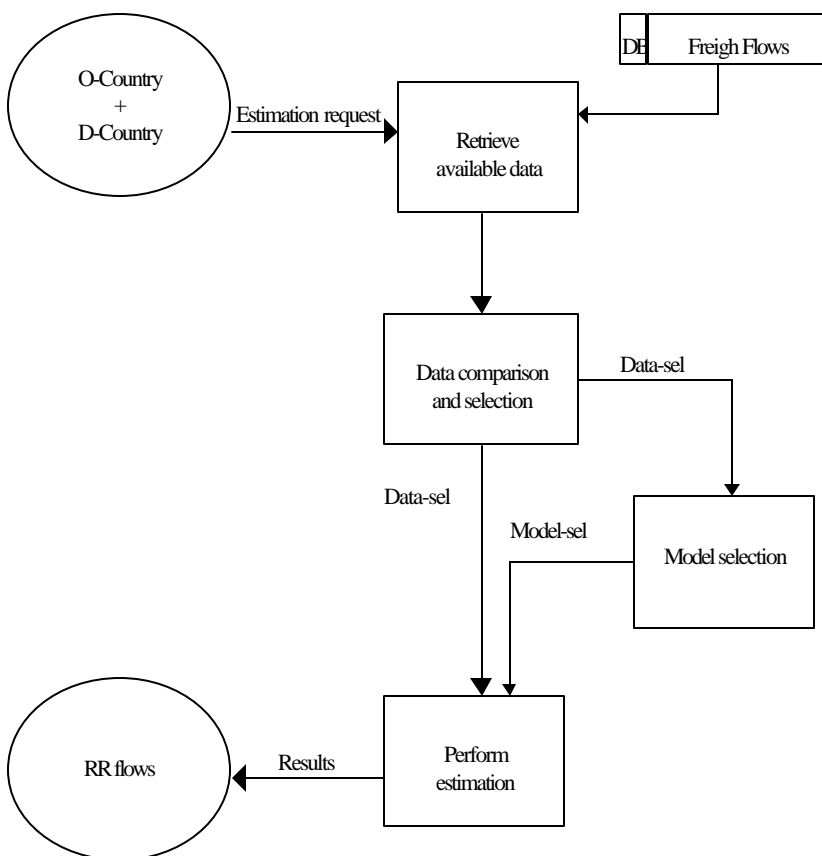 O-Country
+
D-Country
Estimation request
DB
Freigh Flows
Retrieve
available data
Data comparison
and selection
Data-sel
Data-sel
Model-sel
Model selection
Perform
estimation
Results
RR flows